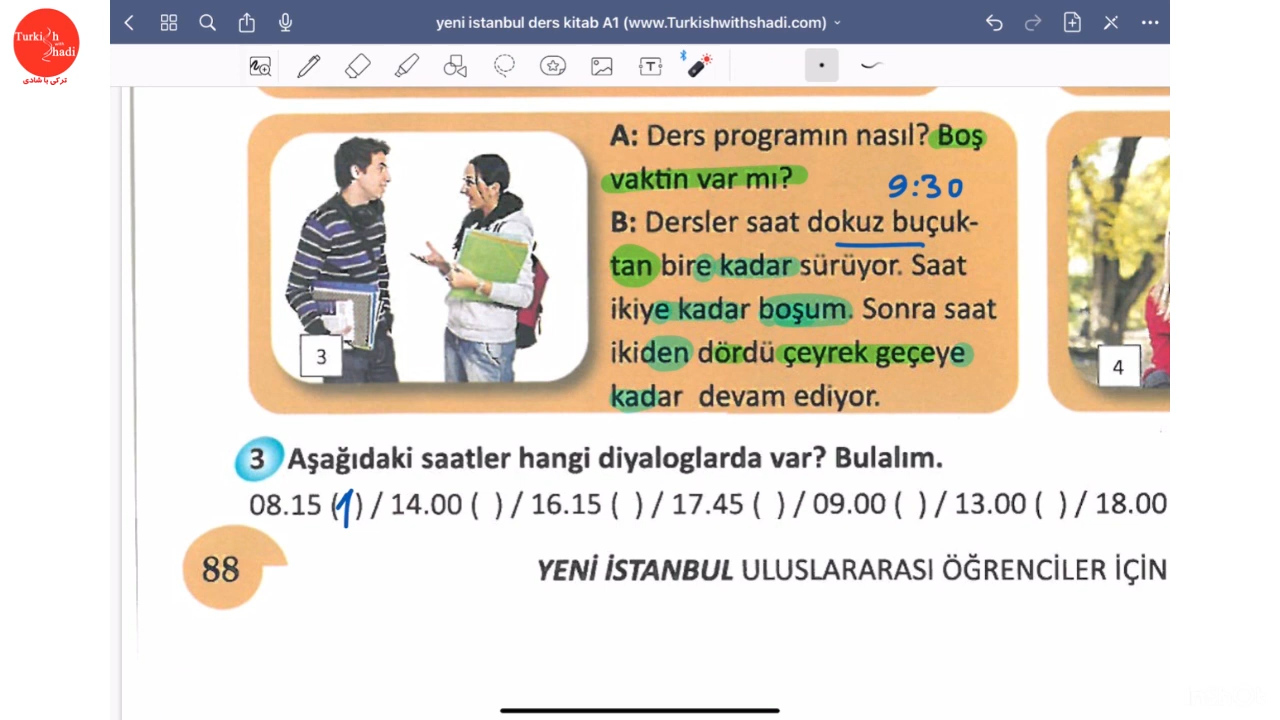 Turkish
with
Shadi
ترکی با شادی
yeni istanbul ders kitab A1 (www.Turkishwithshadi.com)
A: Ders programın nasıl? Boş
vaktin var mı?
9:30
B: Dersler saat dokuz buçuk-
tan bire kadar sürüyor. Saat
ikiye kadar boşum. Sonra saat
ikiden dördü çeyrek geçeye
kadar devam ediyor.
3
4
3 Aşağıdaki saatler hangi diyaloglarda var? Bulalım.
08.15 (1) / 14.00 ( ) / 16.15 ( ) / 17.45 ( ) / 09.00 ( ) / 13.00 ( ) / 18.00
88
YENİ İSTANBUL ULUSLARARASI ÖĞRENCİLER İÇİN